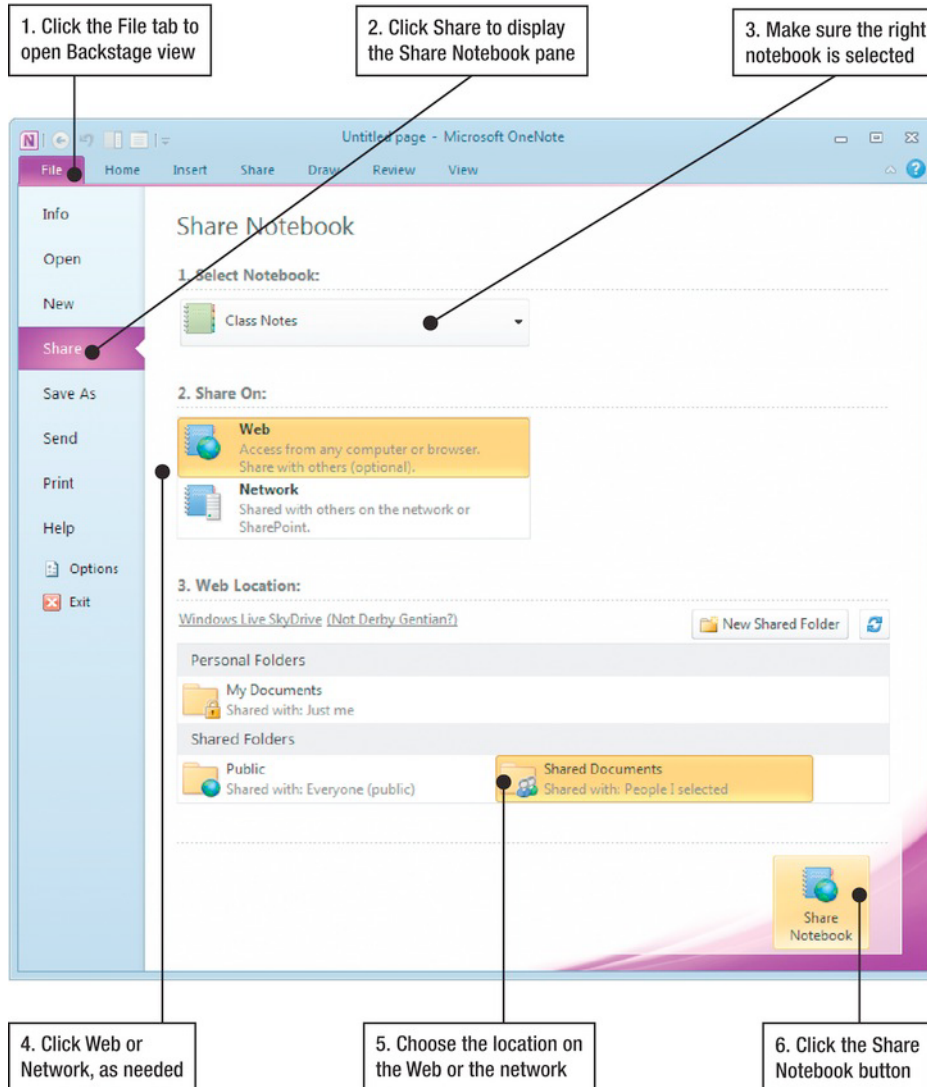 1. Click the File tab to
open Backstage view
2. Click Share to display
the Share Notebook pane
3. Make sure the right
notebook is selected
N
Untitled page - Microsoft OneNote
File Home Insert Share Draw Review View
?
Info
Open
New
Share
Save As
Send
Print
Help
Options
Exit
Share Notebook
1. Select Notebook:
Class Notes
2. Share On:
Web
Access from any computer or browser.
Share with others (optional).
Network
Shared with others on the network or
SharePoint.
3. Web Location:
Windows Live SkyDrive (Not Derby Gentian?)
New Shared Folder
Personal Folders
My Documents
Shared with: Just me
Shared Folders
Public
Shared with: Everyone (public)
Shared Documents
Shared with: People I selected
Share
Notebook
4. Click Web or
Network, as needed
5. Choose the location on
the Web or the network
6. Click the Share
Notebook button